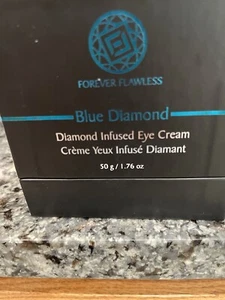 FOREVER FLAWLESS
Blue Diamond
Diamond Infused Eye Cream
Crème Yeux Infusé Diamant
50 g / 1.76 oz